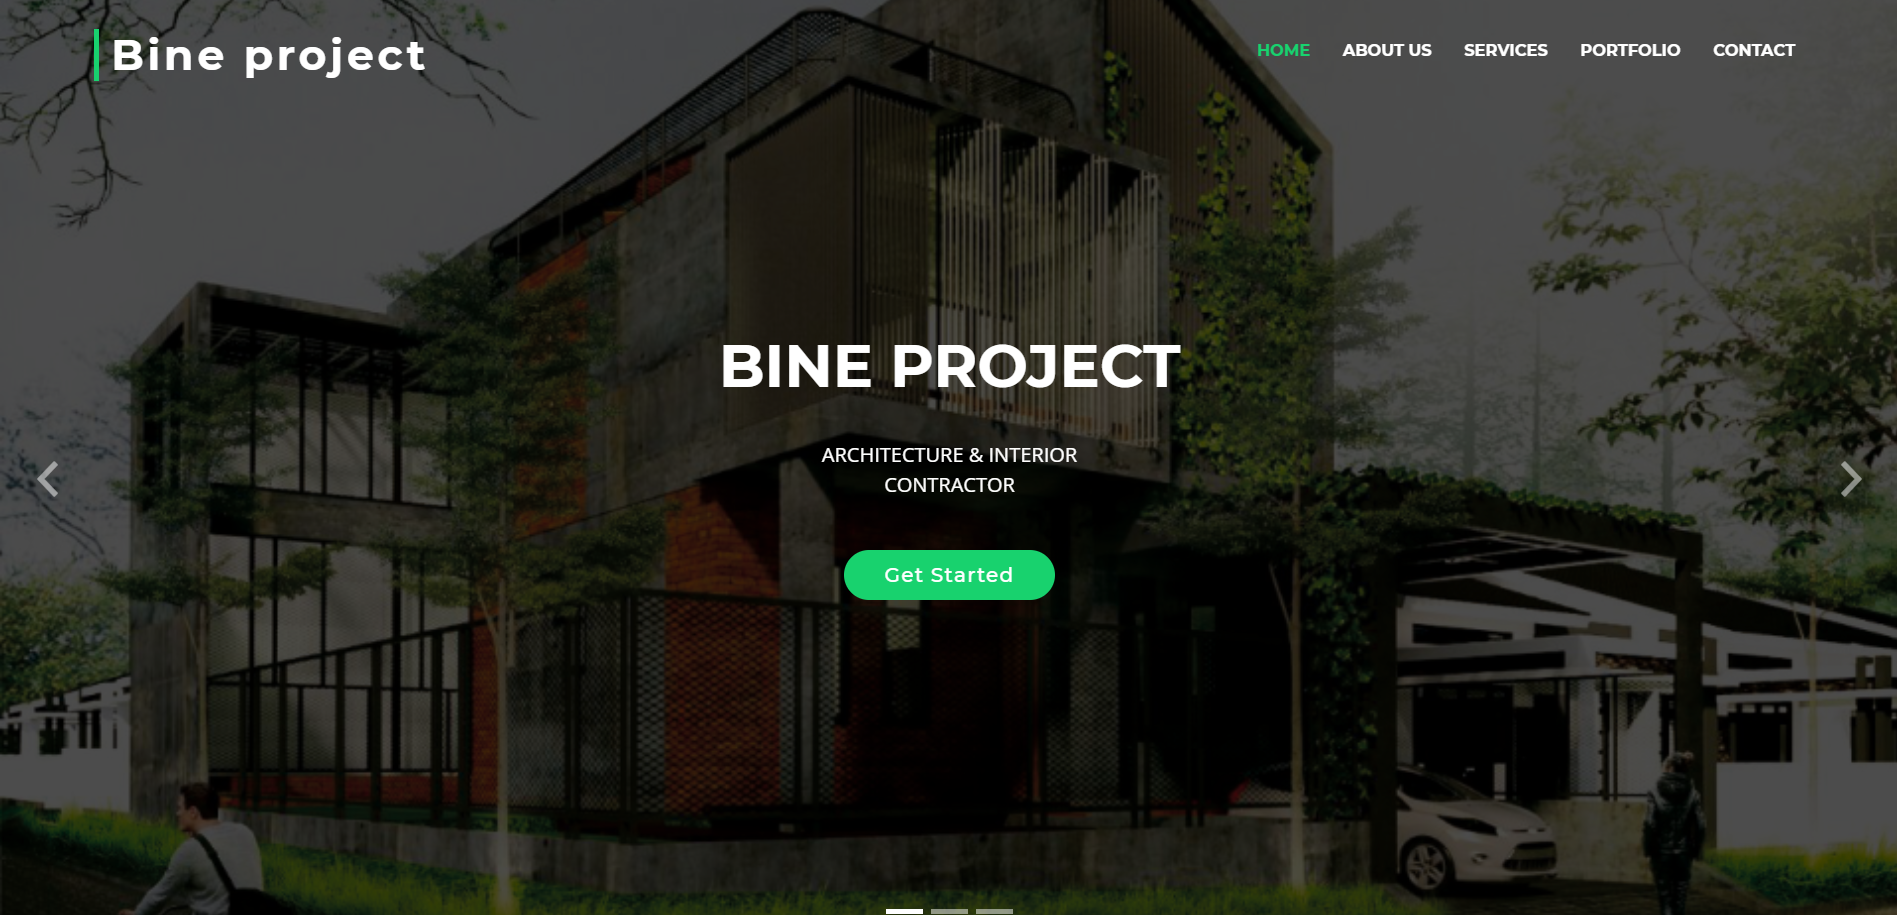 Bine project
HOME ABOUT US SERVICES PORTFOLIO CONTACT
BINE PROJECT
ARCHITECTURE & INTERIOR
CONTRACTOR
Get Started